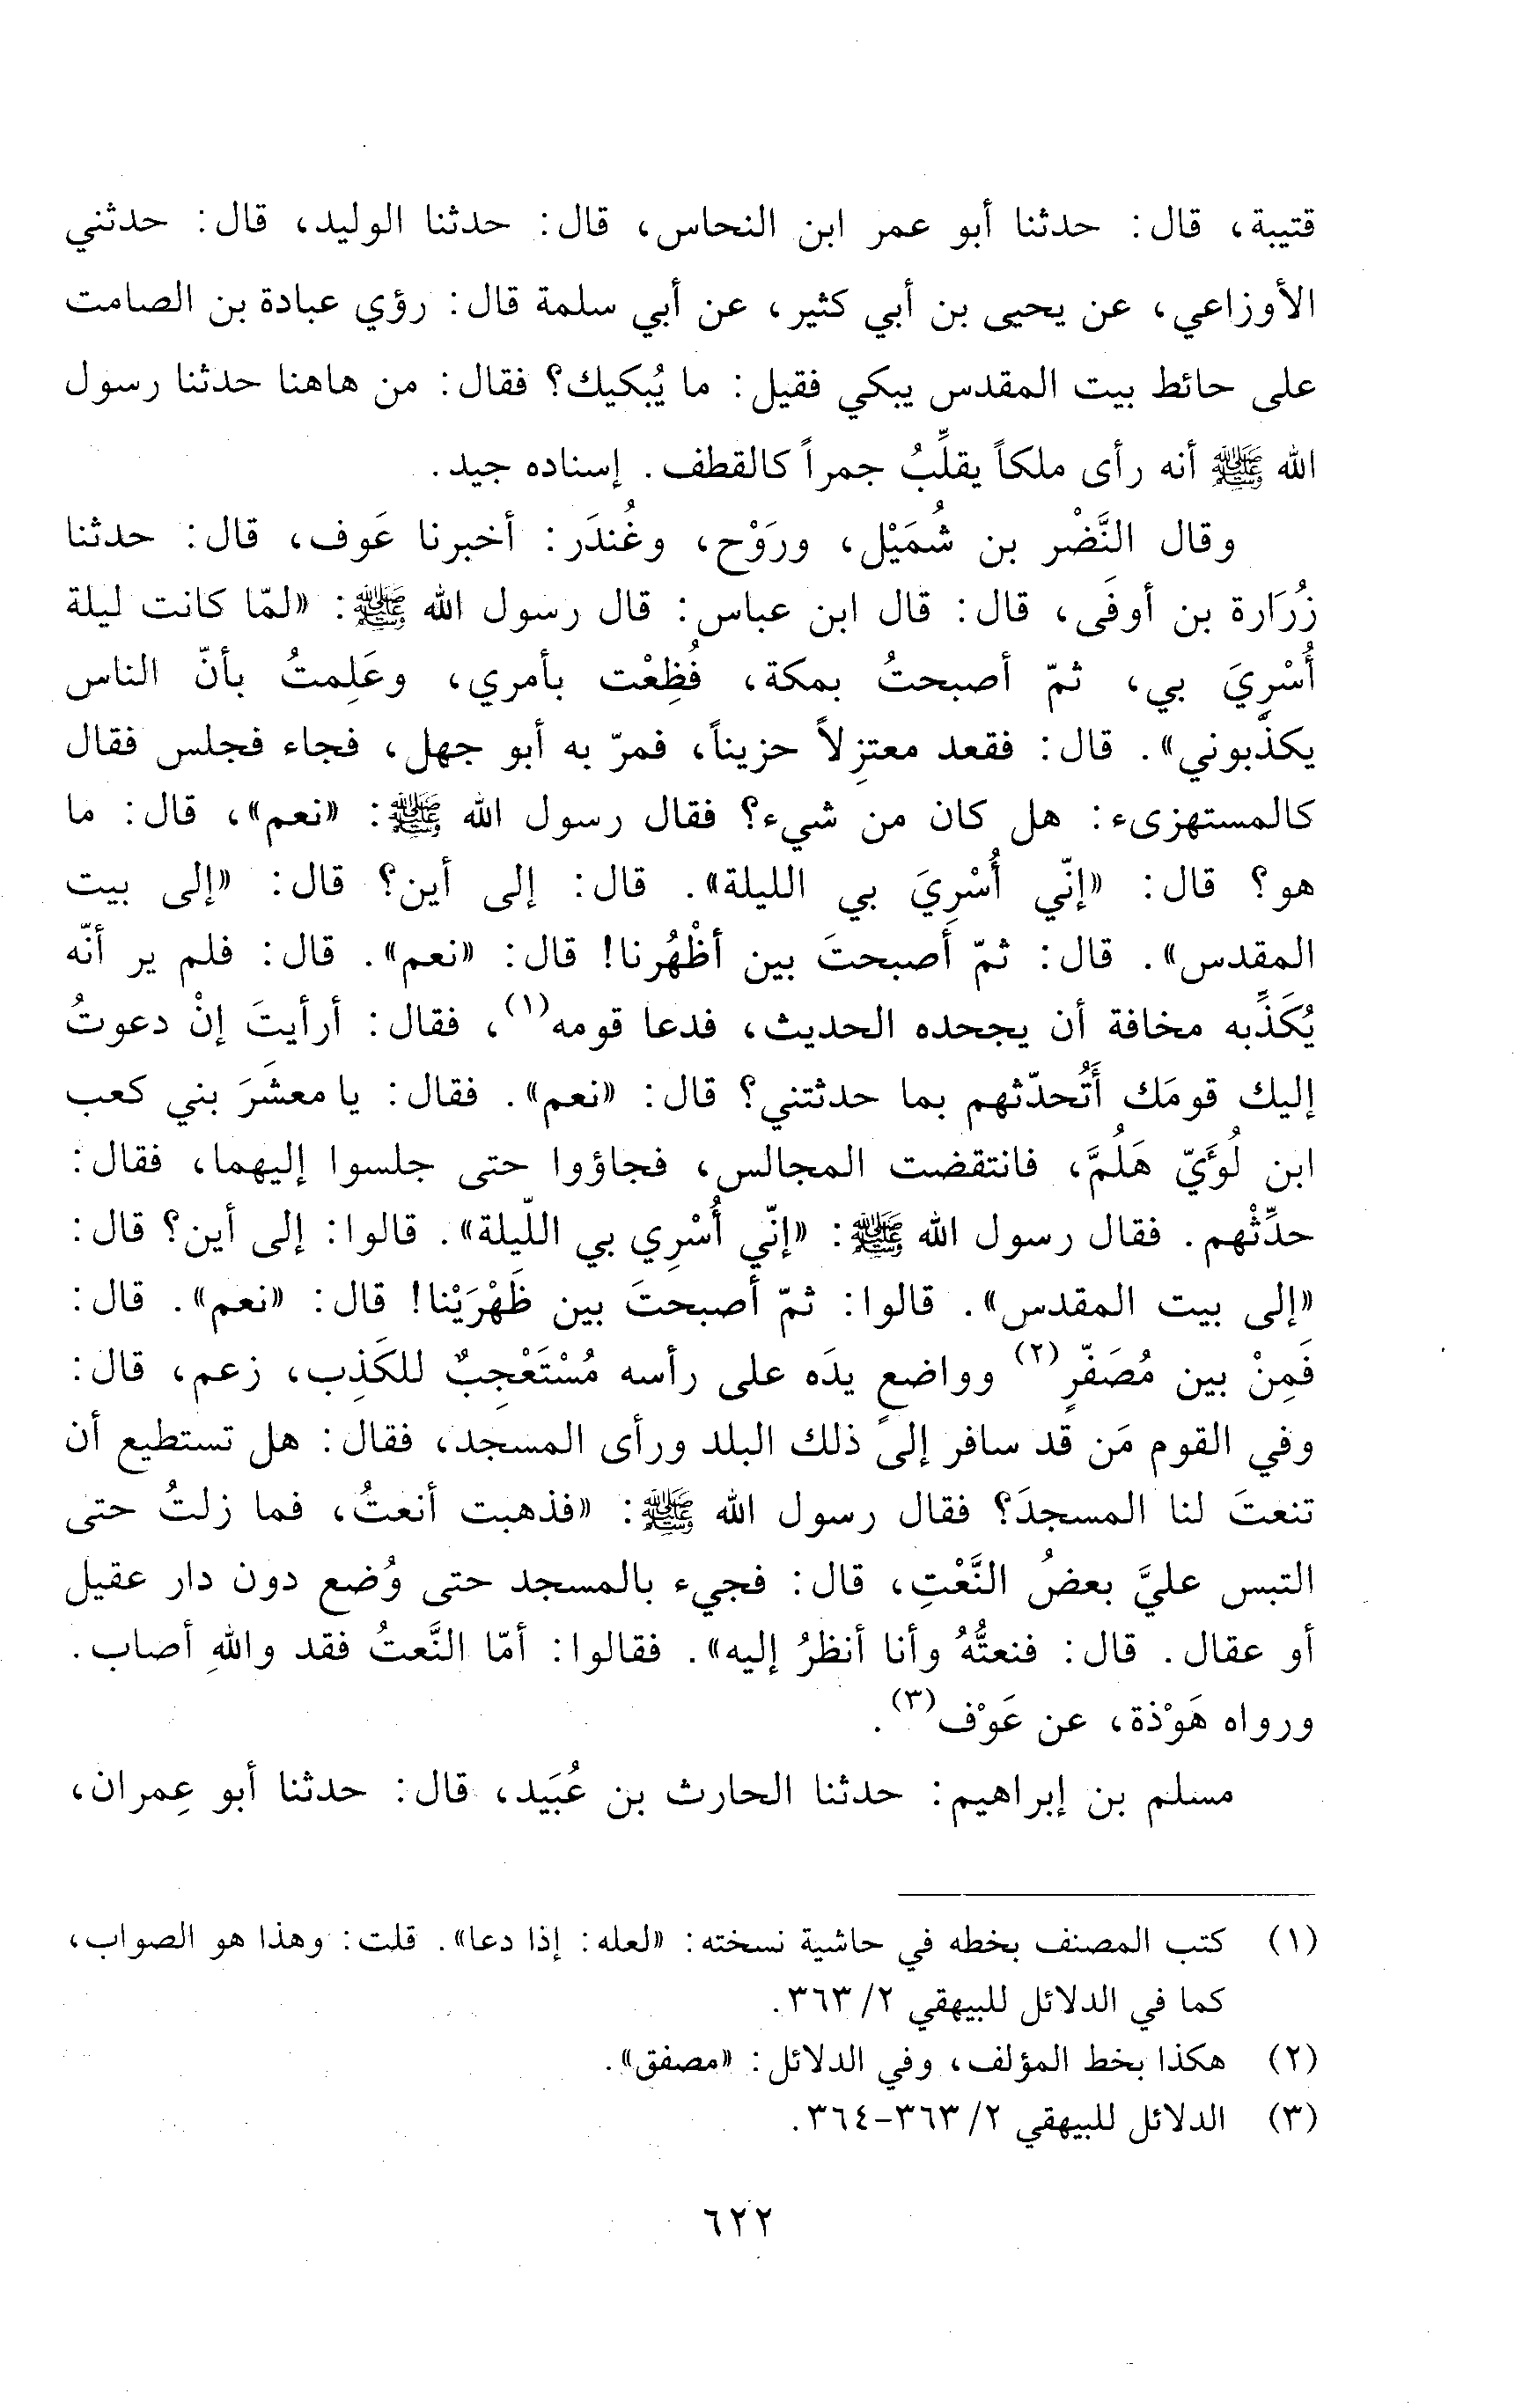 قتيبة، قال: حدثنا أبو عمر ابن النحاس، قال: حدثنا الوليد، قال: حدثني
الأوزاعي، عن يحيى بن أبي كثير، عن أبي سلمة قال: رؤي عبادة بن الصامت
على حائط بيت المقدس يبكي فقيل: ما يُبكيك؟ فقال: من هاهنا حدثنا رسول
الله ﷺ أنه رأى ملكاً يقلِّبُ جمراً كالقطف. إسناده جيد.
وقال النَّضْر بن شُمَيْل، ورَوْح، وغُندَر: أخبرنا عَوف، قال: حدثنا
زُرَارة بن أوفَى، قال: قال ابن عباس: قال رسول الله ﷺ: «لمّا كانت ليلة
أُسْرِيَ بي، ثمّ أصبحتُ بمكة، فُظِعْت بأمري، وعَلِمتُ بأنّ الناس
يكذّبوني». قال: فقعد معتزِلاً حزيناً، فمرّ به أبو جهل، فجاء فجلس فقال
كالمستهزىء: هل كان من شيء؟ فقال رسول الله ﷺ: «نعم»، قال: ما
هو؟ قال: «إنّي أُسْرِيَ بي الليلة». قال: إلى أين؟ قال: «إلى بيت
المقدس». قال: ثمّ أصبحتَ بين أظْهُرنا! قال: «نعم». قال: فلم ير أنّه
يُكَذِّبه مخافة أن يجحده الحديث، فدعا قومه(١)، فقال: أرأيتَ إنْ دعوتُ
إليك قومَك أَتُحدّثهم بما حدثتني؟ قال: «نعم». فقال: يا معشَرَ بني كعب
ابن لُؤَيّ هَلُمَّ، فانتقضت المجالس، فجاؤوا حتى جلسوا إليهما، فقال:
حدِّثْهم. فقال رسول الله ﷺ: «إنّي أُسْرِي بي اللّيلة». قالوا: إلى أين؟ قال:
«إلى بيت المقدس». قالوا: ثمّ أصبحتَ بين ظَهْرَيْنا! قال: «نعم». قال:
فَمِنْ بين مُصَفّرٍ(٢) وواضعٍ يدَه على رأسه مُسْتَعْجِبٌ للكَذِب، زعم، قال:
وفي القوم مَن قد سافر إلى ذلك البلد ورأى المسجد، فقال: هل تستطيع أن
تنعتَ لنا المسجدَ؟ فقال رسول الله ﷺ: «فذهبت أنعتُ، فما زلتُ حتى
التبس عليَّ بعضُ النَّعْتِ، قال: فجيء بالمسجد حتى وُضع دون دار عقيل
أو عقال. قال: فنعتُّهُ وأنا أنظرُ إليه». فقالوا: أمّا النَّعتُ فقد واللهِ أصاب.
ورواه هَوْذة، عن عَوْف(٣).
مسلم بن إبراهيم: حدثنا الحارث بن عُبَيد، قال: حدثنا أبو عِمران،
(١) كتب المصنف بخطه في حاشية نسخته: «لعله: إذا دعا». قلت: وهذا هو الصواب،
كما في الدلائل للبيهقي ٢/ ٣٦٣.
(٢) هكذا بخط المؤلف، وفي الدلائل: «مصفق».
(٣) الدلائل للبيهقي ٢/ ٣٦٣-٣٦٤.
٦٢٢